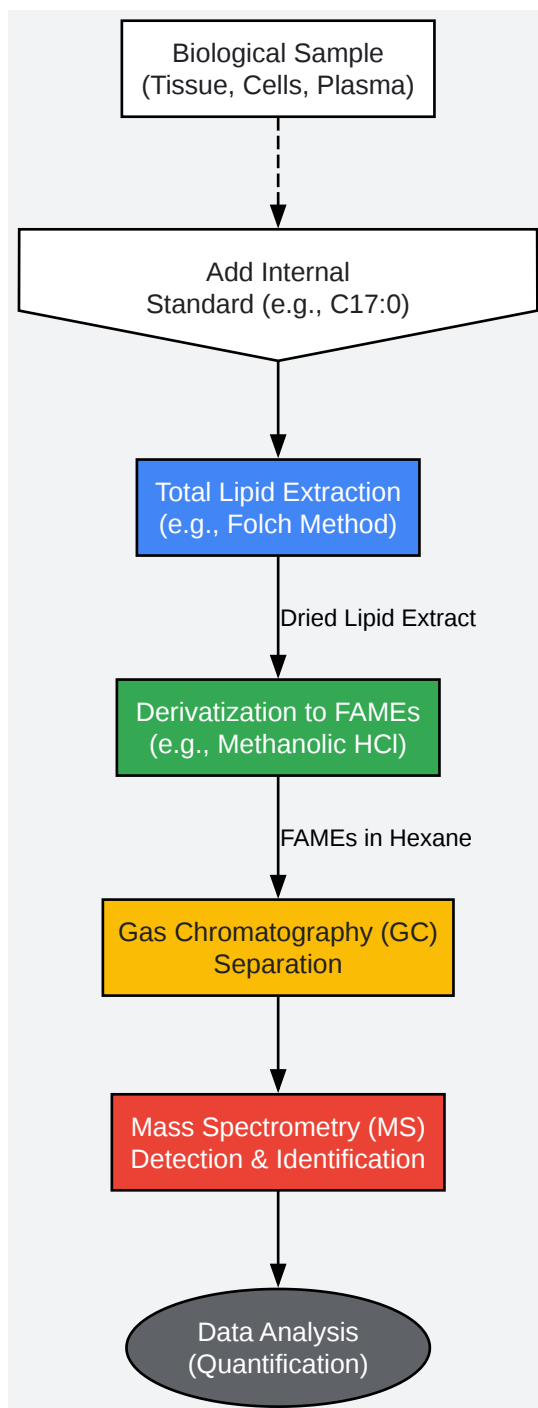 Biological Sample
(Tissue, Cells, Plasma)
Add Internal
Standard (e.g., C17:0)
Total Lipid Extraction
(e.g., Folch Method)
Dried Lipid Extract
Derivatization to FAMEs
(e.g., Methanolic HCl)
FAMEs in Hexane
Gas Chromatography (GC)
Separation
Mass Spectrometry (MS)
Detection & Identification
Data Analysis
(Quantification)